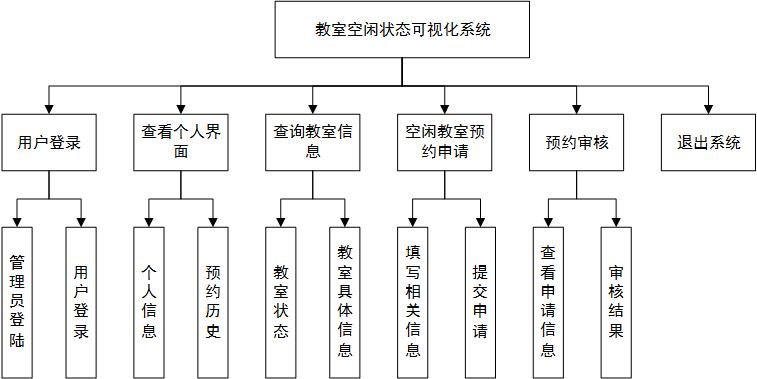 教室空闲状态可视化系统
用户登录
查看个人界
面
查询教室信
息
空闲教室预
约申请
预约审核
退出系统
管理员登陆
用户登录
个人信息
预约历史
教室状态
教室具体信息
填写相关信息
提交申请
查看申请信息
审核结果